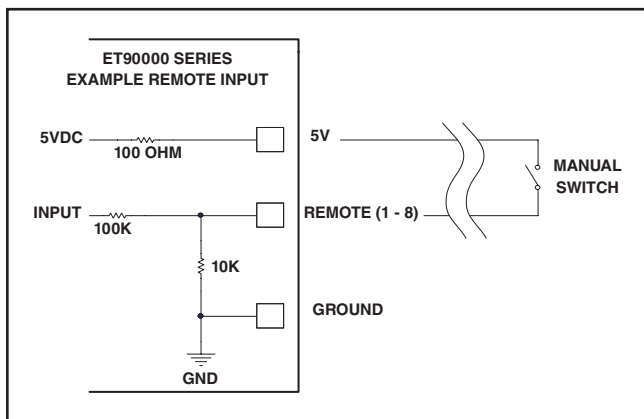 ET90000 SERIES
EXAMPLE REMOTE INPUT
5VDC
100 OHM
5V
MANUAL
SWITCH
INPUT
100K
REMOTE (1 - 8)
10K
GROUND
GND